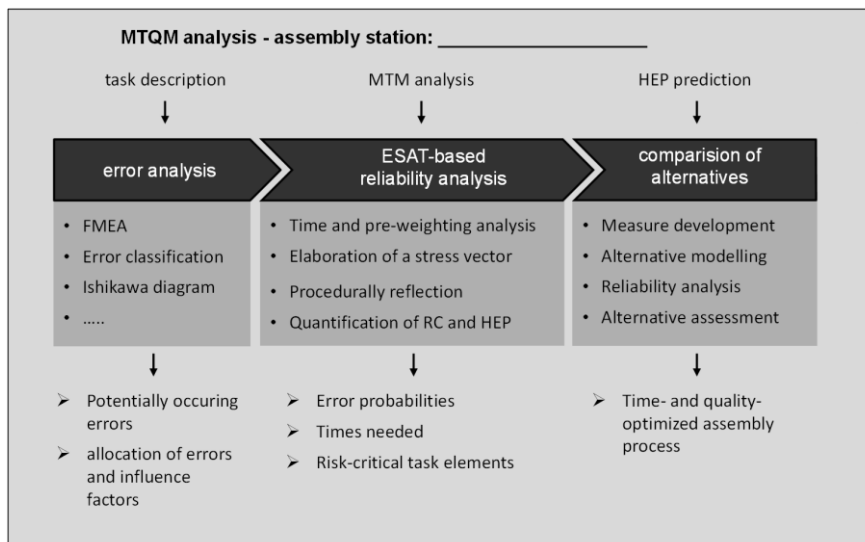 MTQM analysis - assembly station: ____________________
task description
MTM analysis
HEP prediction
error analysis
ESAT-based
reliability analysis
comparision of
alternatives
• FMEA
• Error classification
• Ishikawa diagram
• .....
• Time and pre-weighting analysis
• Elaboration of a stress vector
• Procedurally reflection
• Quantification of RC and HEP
• Measure development
• Alternative modelling
• Reliability analysis
• Alternative assessment
➢ Potentially occuring
errors
➢ allocation of errors
and influence
factors
➢ Error probabilities
➢ Times needed
➢ Risk-critical task elements
➢ Time- and quality-
optimized assembly
process